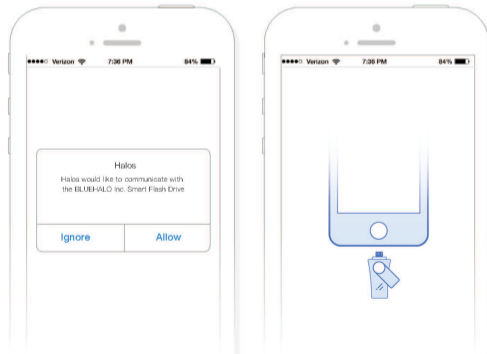 Verizon 7:36 PM 84%
Halos
Halos would like to communicate with
the BLUEHALO Inc. Smart Flash Drive
Ignore Allow
Verizon 7:36 PM 84%